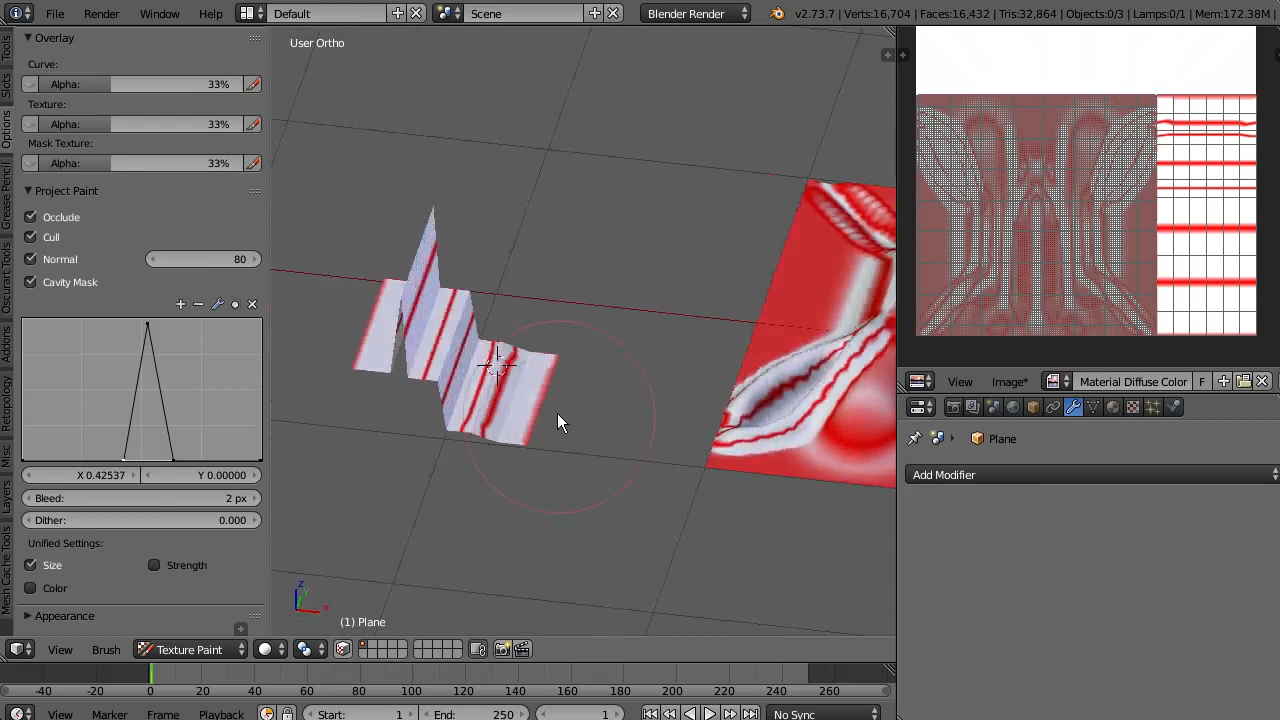 File Render Window Help Default Scene Blender Render v2.73.7 | Verts:16,704 | Faces:16,432 | Tris:32,864 | Objects:0/3 | Lamps:0/1 | Mem:172.38M |
Tools
Slots
Options
Grease Pencil
Oscurart Tools
Addons
Retopology
Misc
Layers
Mesh Cache Tools
Overlay
Curve:
Alpha: 33%
Texture:
Alpha: 33%
Mask Texture:
Alpha: 33%
Project Paint
Occlude
Cull
Normal 80
Cavity Mask
X 0.42537 Y 0.00000
Bleed: 2 px
Dither: 0.000
Unified Settings:
Size Strength
Color
Appearance
User Ortho
z
y
x
(1) Plane
View Brush Texture Paint
-40 -20 0 20 40 60 80 100 120 140 160 180 200 220 240 260
View Marker Frame Playback Start: 1 End: 250 1 No Sync
View Image* Material Diffuse Color F
Plane
Add Modifier